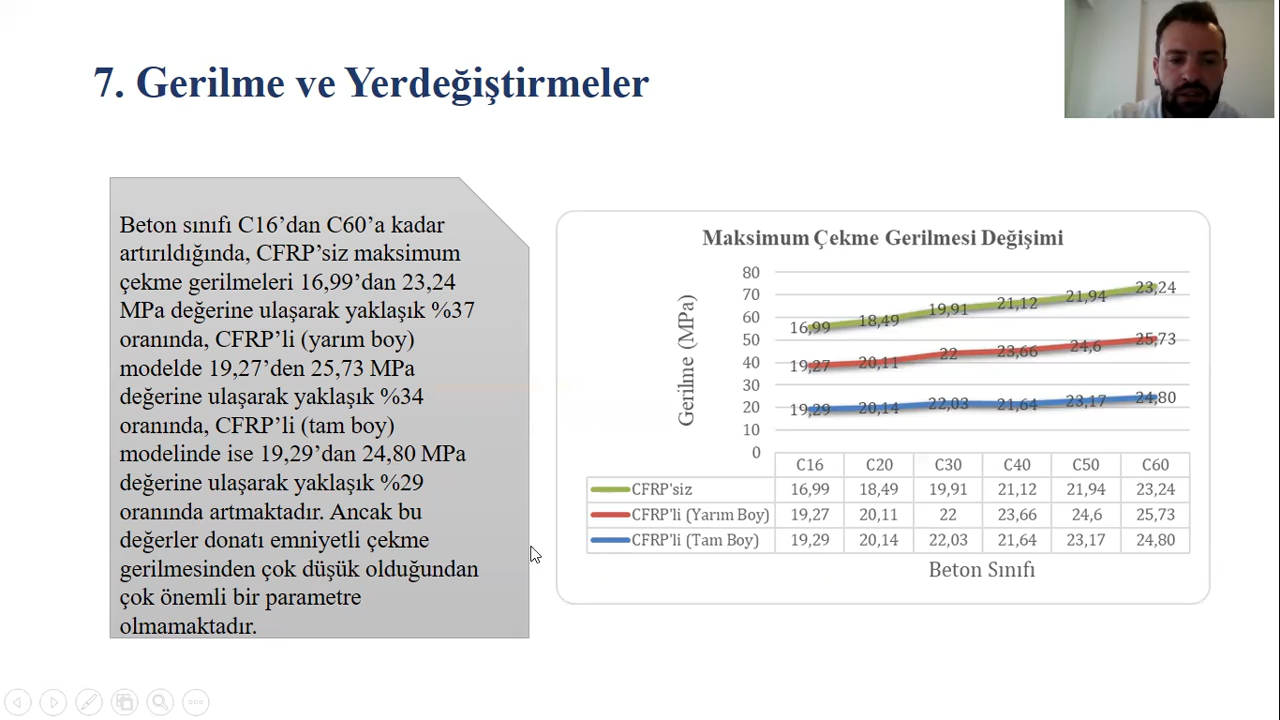 7. Gerilme ve Yerdeğiştirmeler
Beton sınıfı C16’dan C60’a kadar
artırıldığında, CFRP’siz maksimum
çekme gerilmeleri 16,99’dan 23,24
MPa değerine ulaşarak yaklaşık %37
oranında, CFRP’li (yarım boy)
modelde 19,27’den 25,73 MPa
değerine ulaşarak yaklaşık %34
oranında, CFRP’li (tam boy)
modelinde ise 19,29’dan 24,80 MPa
değerine ulaşarak yaklaşık %29
oranında artmaktadır. Ancak bu
değerler donatı emniyetli çekme
gerilmesinden çok düşük olduğundan
çok önemli bir parametre
olmamaktadır.
Maksimum Çekme Gerilmesi Değişimi
Gerilme (MPa)
80
70
60
50
40
30
20
10
0
16,99 18,49 19,91 21,12 21,94 23,24
19,27 20,11 22 23,66 24,6 25,73
19,29 20,14 22,03 21,64 23,17 24,80
C16 C20 C30 C40 C50 C60
CFRP'siz 16,99 18,49 19,91 21,12 21,94 23,24
CFRP'li (Yarım Boy) 19,27 20,11 22 23,66 24,6 25,73
CFRP'li (Tam Boy) 19,29 20,14 22,03 21,64 23,17 24,80
Beton Sınıfı